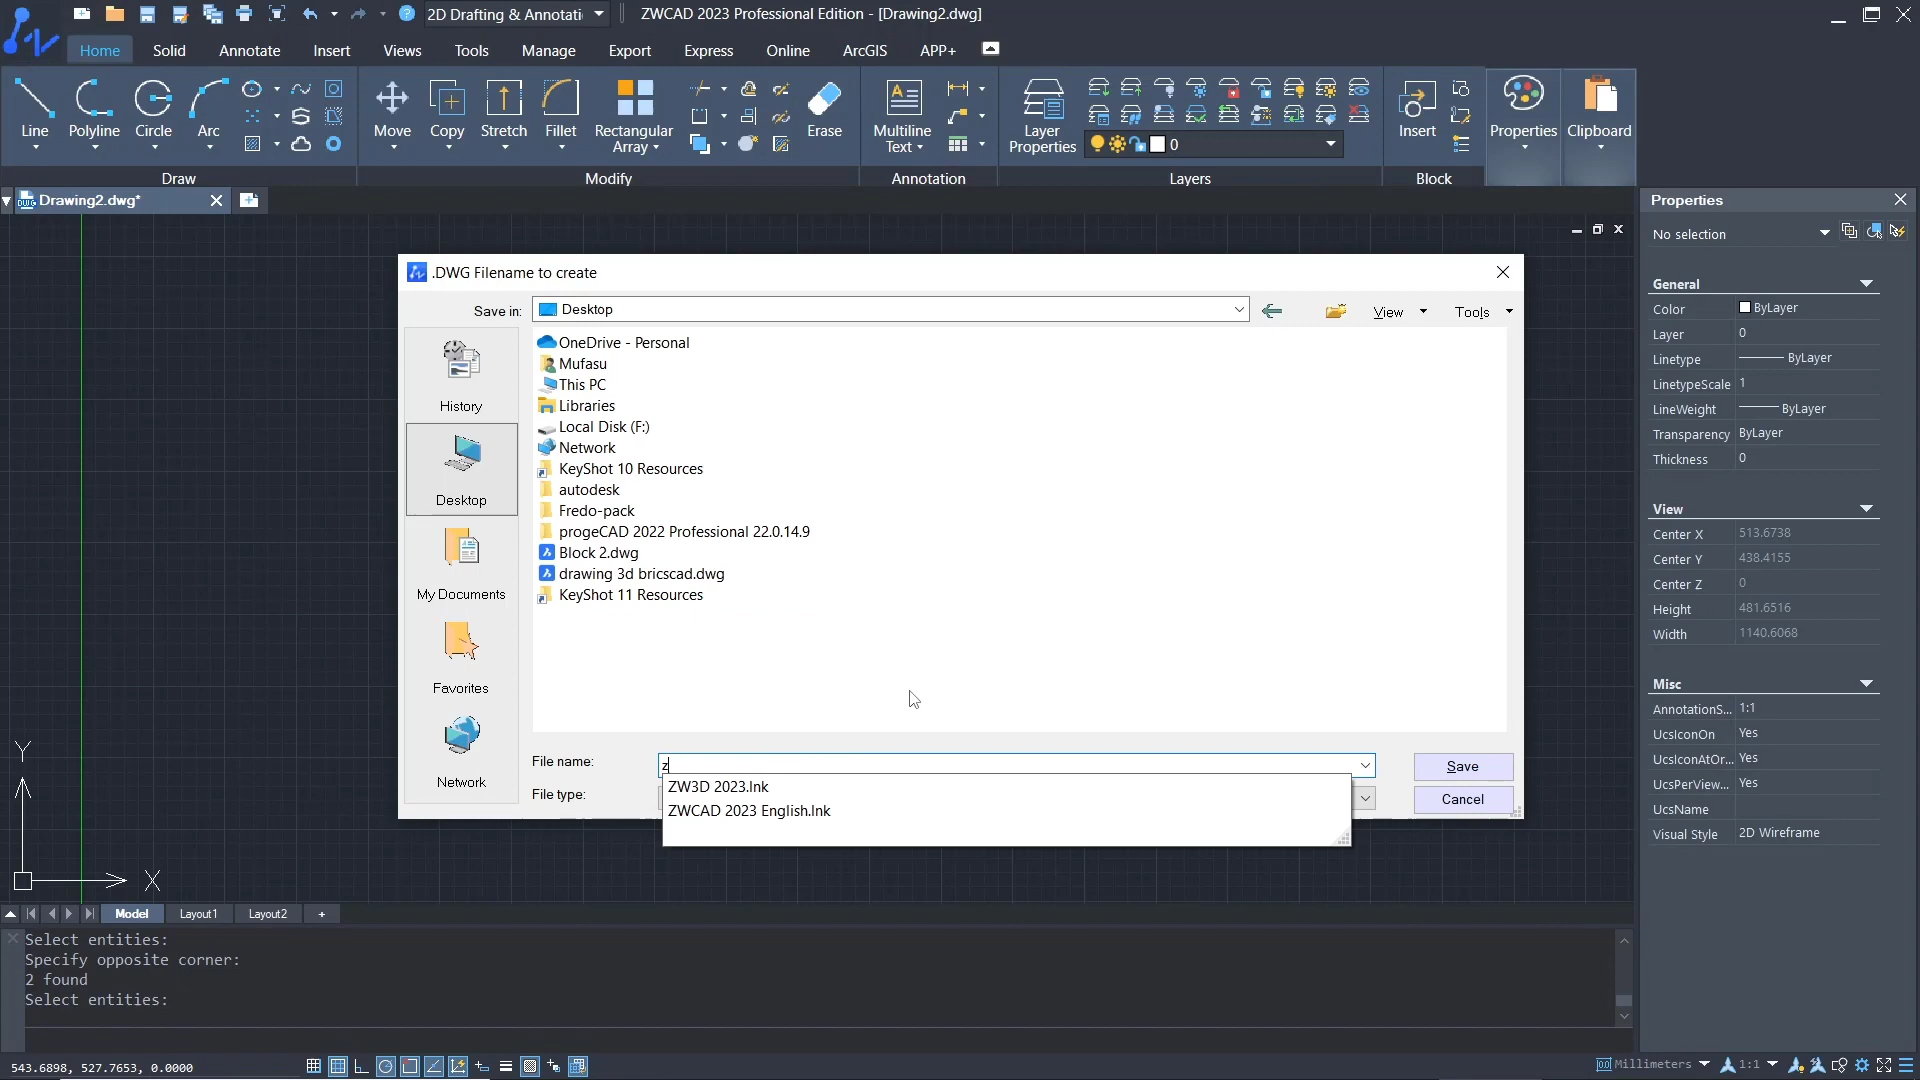 2D Drafting & Annotati
ZWCAD 2023 Professional Edition - [Drawing2.dwg]
Home
Solid
Annotate
Insert
Views
Tools
Manage
Export
Express
Online
ArcGIS
APP+
Line
Polyline
Circle
Arc
Move
Copy
Stretch
Fillet
Rectangular
Array
Erase
Multiline
Text
Layer
Properties
0
Insert
Properties
Clipboard
Draw
Modify
Annotation
Layers
Block
Drawing2.dwg*
Properties
No selection
General
Color ByLayer
Layer 0
Linetype ByLayer
LinetypeScale 1
LineWeight ByLayer
Transparency ByLayer
Thickness 0
View
Center X 513.6738
Center Y 438.4155
Center Z 0
Height 481.6516
Width 1140.6068
Misc
AnnotationS... 1:1
UcsIconOn Yes
UcsIconAtOr... Yes
UcsPerView... Yes
UcsName
Visual Style 2D Wireframe
.DWG Filename to create
Save in: Desktop
View
Tools
History
Desktop
My Documents
Favorites
Network
OneDrive - Personal
Mufasu
This PC
Libraries
Local Disk (F:)
Network
KeyShot 10 Resources
autodesk
Fredo-pack
progeCAD 2022 Professional 22.0.14.9
Block 2.dwg
drawing 3d bricscad.dwg
KeyShot 11 Resources
File name: z
Save
File type:
Cancel
ZW3D 2023.lnk
ZWCAD 2023 English.lnk
Y
X
Model
Layout1
Layout2
+
Select entities:
Specify opposite corner:
2 found
Select entities:
543.6898, 527.7653, 0.0000
Millimeters
1:1